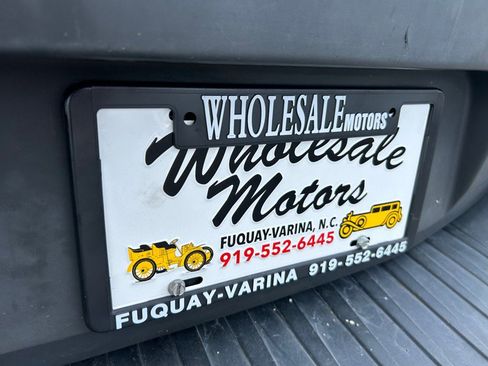 WHOLESALE MOTORS
Wholesale
Motors
FUQUAY-VARINA, N.C.
919-552-6445
FUQUAY-VARINA 919-552-6445